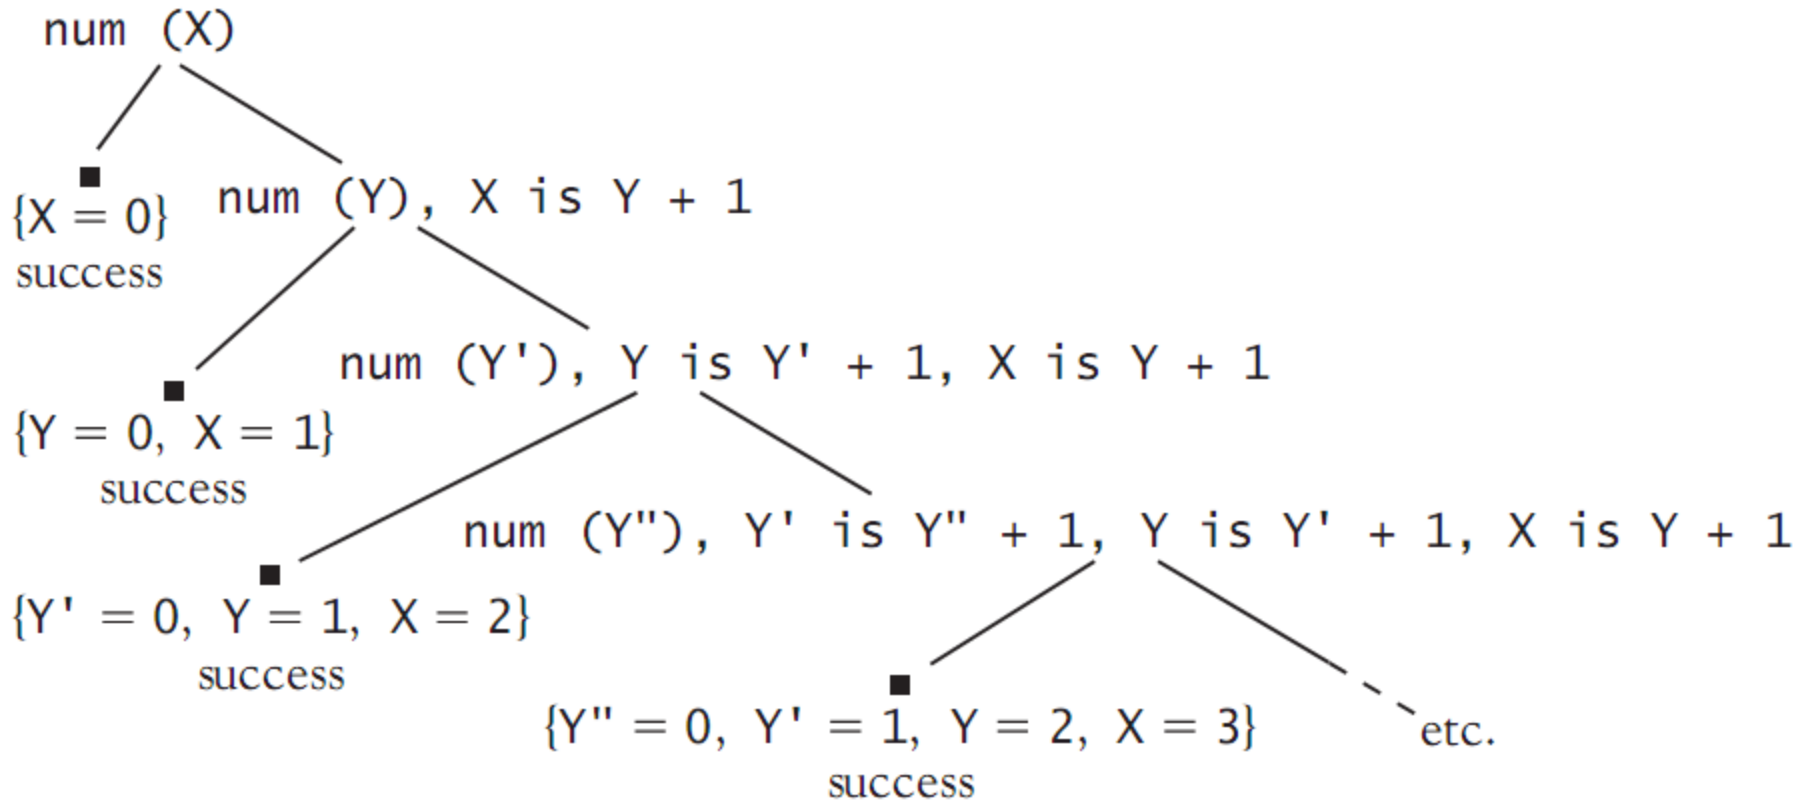 num (X)
{X = 0}
success
num (Y), X is Y + 1
{Y = 0, X = 1}
success
num (Y'), Y is Y' + 1, X is Y + 1
{Y' = 0, Y = 1, X = 2}
success
num (Y"), Y' is Y" + 1, Y is Y' + 1, X is Y + 1
{Y" = 0, Y' = 1, Y = 2, X = 3}
success
etc.